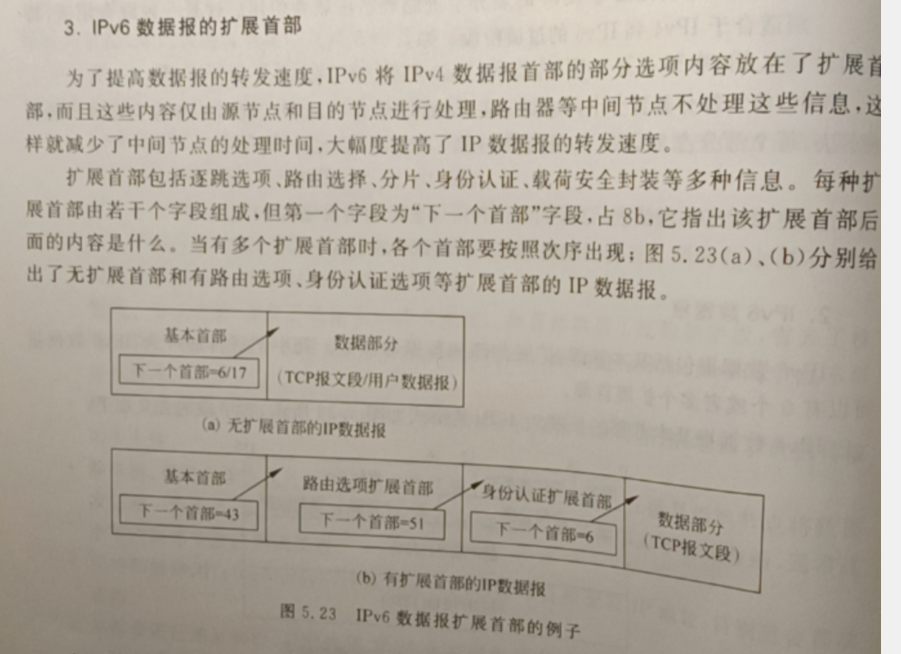 3. IPv6 数据报的扩展首部
为了提高数据报的转发速度,IPv6 将 IPv4 数据报首部的部分选项内容放在了扩展首
部,而且这些内容仅由源节点和目的节点进行处理,路由器等中间节点不处理这些信息,这
样就减少了中间节点的处理时间,大幅度提高了 IP 数据报的转发速度。
扩展首部包括逐跳选项、路由选择、分片、身份认证、载荷安全封装等多种信息。每种扩
展首部由若干个字段组成,但第一个字段为“下一个首部”字段,占 8b,它指出该扩展首部后
面的内容是什么。当有多个扩展首部时,各个首部要按照次序出现;图 5.23(a)、(b)分别给
出了无扩展首部和有路由选项、身份认证选项等扩展首部的 IP 数据报。
基本首部
下一个首部=6/17
数据部分
(TCP报文段/用户数据报)
(a) 无扩展首部的IP数据报
基本首部
下一个首部=43
路由选项扩展首部
下一个首部=51
身份认证扩展首部
下一个首部=6
数据部分
(TCP报文段)
(b) 有扩展首部的IP数据报
图 5.23 IPv6 数据报扩展首部的例子